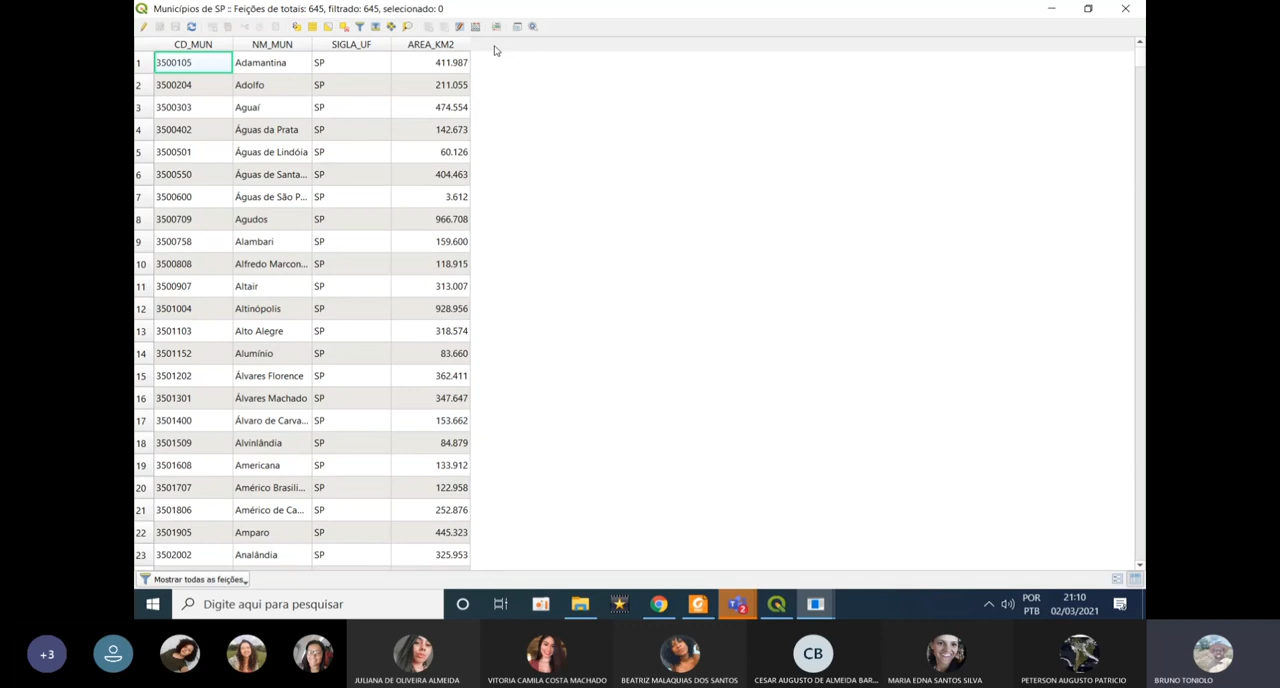 Municípios de SP :: Feições de totais: 645, filtrado: 645, selecionado: 0
CD_MUN NM_MUN SIGLA_UF AREA_KM2
1 3500105 Adamantina SP 411.987
2 3500204 Adolfo SP 211.055
3 3500303 Aguaí SP 474.554
4 3500402 Águas da Prata SP 142.673
5 3500501 Águas de Lindóia SP 60.126
6 3500550 Águas de Santa... SP 404.463
7 3500600 Águas de São P... SP 3.612
8 3500709 Agudos SP 966.708
9 3500758 Alambari SP 159.600
10 3500808 Alfredo Marcon... SP 118.915
11 3500907 Altair SP 313.007
12 3501004 Altinópolis SP 928.956
13 3501103 Alto Alegre SP 318.574
14 3501152 Alumínio SP 83.660
15 3501202 Álvares Florence SP 362.411
16 3501301 Álvares Machado SP 347.647
17 3501400 Álvaro de Carva... SP 153.662
18 3501509 Alvinlândia SP 84.879
19 3501608 Americana SP 133.912
20 3501707 Américo Brasili... SP 122.958
21 3501806 Américo de Ca... SP 252.876
22 3501905 Amparo SP 445.323
23 3502002 Analândia SP 325.953
Mostrar todas as feições
Digite aqui para pesquisar
2
POR
PTB
21:10
02/03/2021
+3
CB
JULIANA DE OLIVEIRA ALMEIDA
VITORIA CAMILA COSTA MACHADO
BEATRIZ MALAQUIAS DOS SANTOS
CESAR AUGUSTO DE ALMEIDA BAR...
MARIA EDNA SANTOS SILVA
PETERSON AUGUSTO PATRICIO
BRUNO TONIOLO